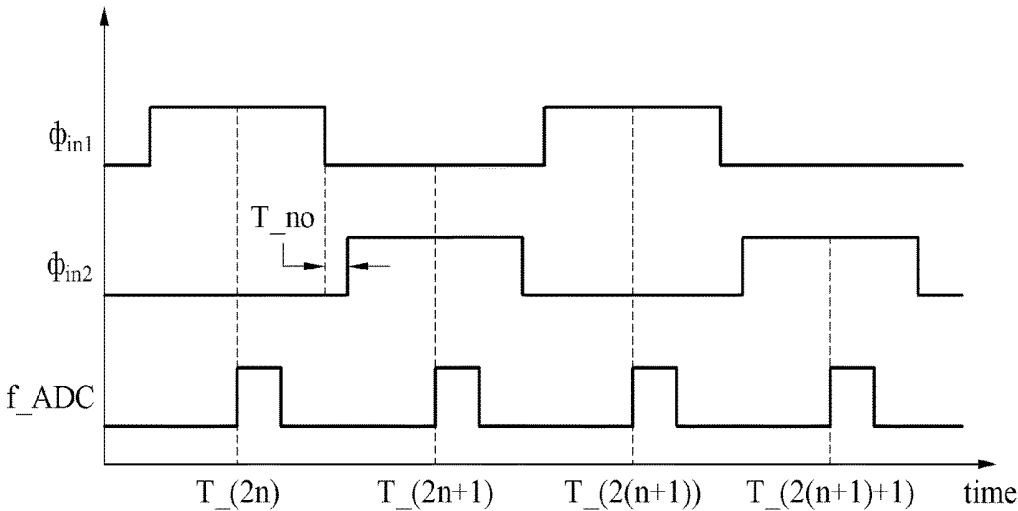 ϕin1
T_no
ϕin2
f_ADC
T_(2n) T_(2n+1) T_(2(n+1)) T_(2(n+1)+1) time